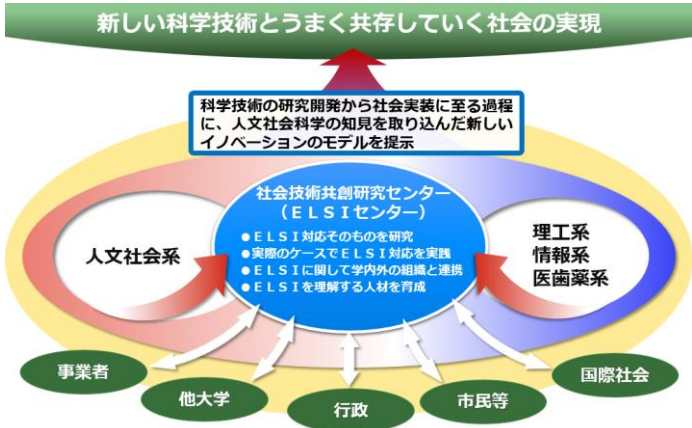 新しい科学技術とうまく共存していく社会の実現
科学技術の研究開発から社会実装に至る過程
に、人文社会科学の知見を取り込んだ新しい
イノベーションのモデルを提示
社会技術共創研究センター
（ＥＬＳＩセンター）
●ＥＬＳＩ対応そのものを研究
●実際のケースでＥＬＳＩ対応を実践
●ＥＬＳＩに関して学内外の組織と連携
●ＥＬＳＩを理解する人材を育成
人文社会系
理工系
情報系
医歯薬系
事業者
他大学
行政
市民等
国際社会